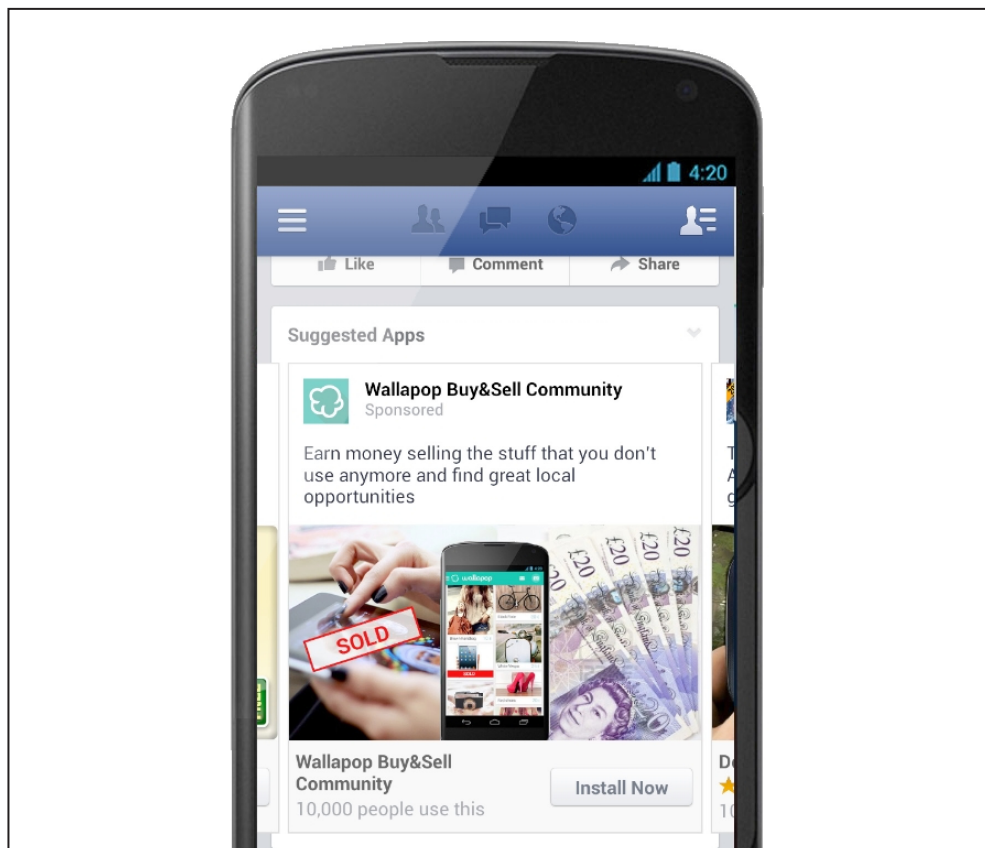 4:20
Like Comment Share
Suggested Apps
Wallapop Buy&Sell Community
Sponsored
Earn money selling the stuff that you don't
use anymore and find great local
opportunities
£20 £20 £20 £20
SOLD
wallapop
SOLD
Wallapop Buy&Sell
Community
10,000 people use this
Install Now